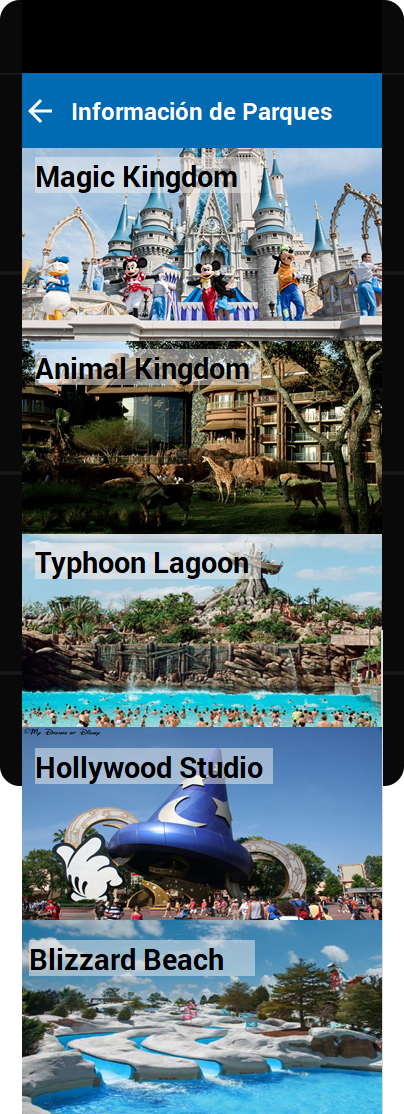 Información de Parques
Magic Kingdom
Animal Kingdom
Typhoon Lagoon
©My Dreams of Disney
Hollywood Studio
Blizzard Beach